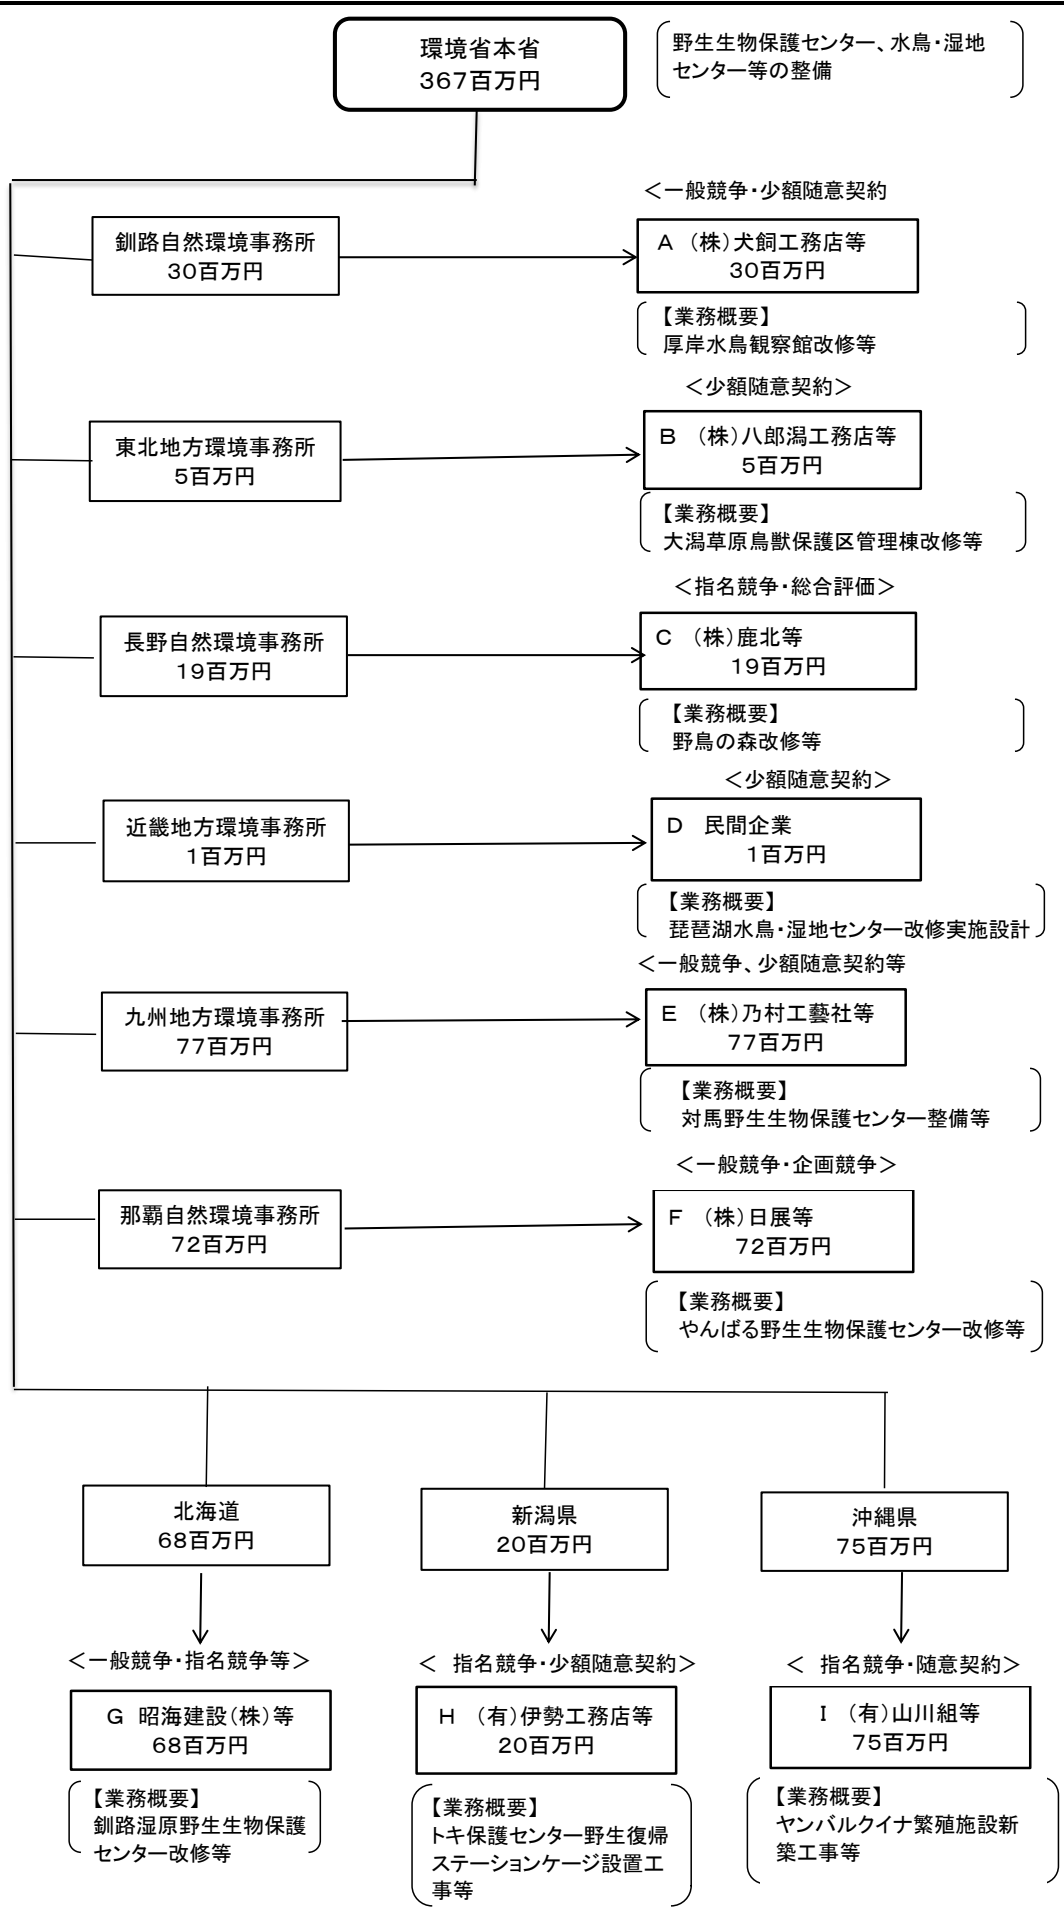 環境省本省
367百万円
野生生物保護センター、水鳥・湿地
センター等の整備
＜一般競争・少額随意契約
釧路自然環境事務所
30百万円
A （株）犬飼工務店等
30百万円
【業務概要】
厚岸水鳥観察館改修等
＜少額随意契約＞
東北地方環境事務所
5百万円
B （株）八郎潟工務店等
5百万円
【業務概要】
大潟草原鳥獣保護区管理棟改修等
＜指名競争・総合評価＞
長野自然環境事務所
19百万円
C （株）鹿北等
19百万円
【業務概要】
野鳥の森改修等
＜少額随意契約＞
近畿地方環境事務所
1百万円
D 民間企業
1百万円
【業務概要】
琵琶湖水鳥・湿地センター改修実施設計
＜一般競争、少額随意契約等
九州地方環境事務所
77百万円
E （株）乃村工藝社等
77百万円
【業務概要】
対馬野生生物保護センター整備等
＜一般競争・企画競争＞
那覇自然環境事務所
72百万円
F （株）日展等
72百万円
【業務概要】
やんばる野生生物保護センター改修等
北海道
68百万円
新潟県
20百万円
沖縄県
75百万円
＜一般競争・指名競争等＞
＜ 指名競争・少額随意契約＞
＜ 指名競争・随意契約＞
G 昭海建設（株）等
68百万円
H （有）伊勢工務店等
20百万円
I （有）山川組等
75百万円
【業務概要】
釧路湿原野生生物保護
センター改修等
【業務概要】
トキ保護センター野生復帰
ステーションケージ設置工
事等
【業務概要】
ヤンバルクイナ繁殖施設新
築工事等